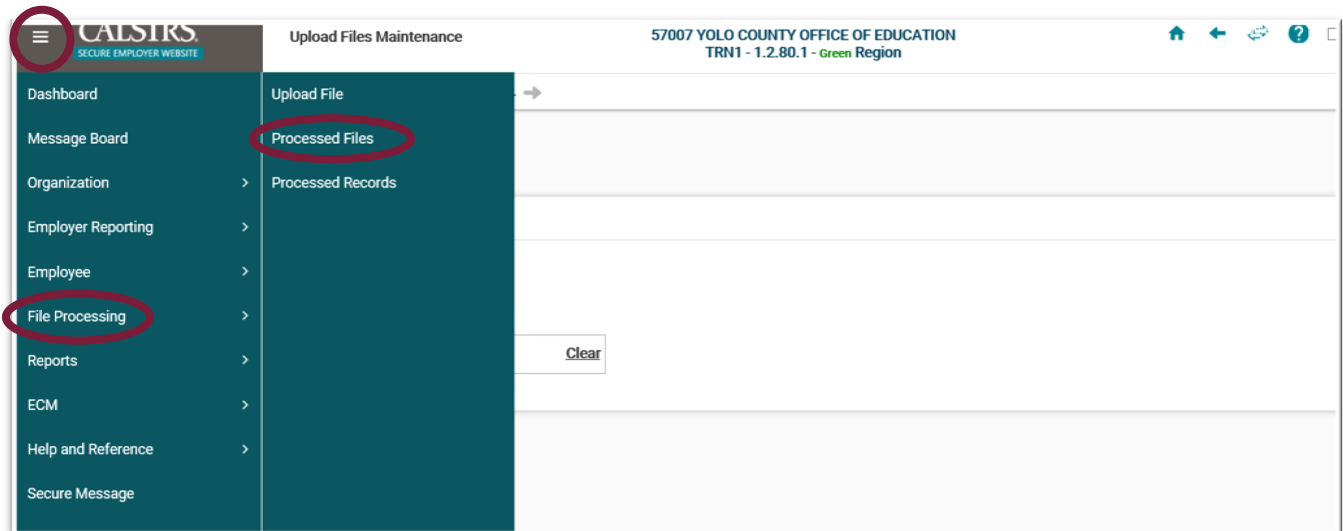 CALSTRS.
SECURE EMPLOYER WEBSITE
Upload Files Maintenance
57007 YOLO COUNTY OFFICE OF EDUCATION
TRN1 - 1.2.80.1 - Green Region
Dashboard
Message Board
Organization
Employer Reporting
Employee
File Processing
Reports
ECM
Help and Reference
Secure Message
Upload File
Processed Files
Processed Records
Clear